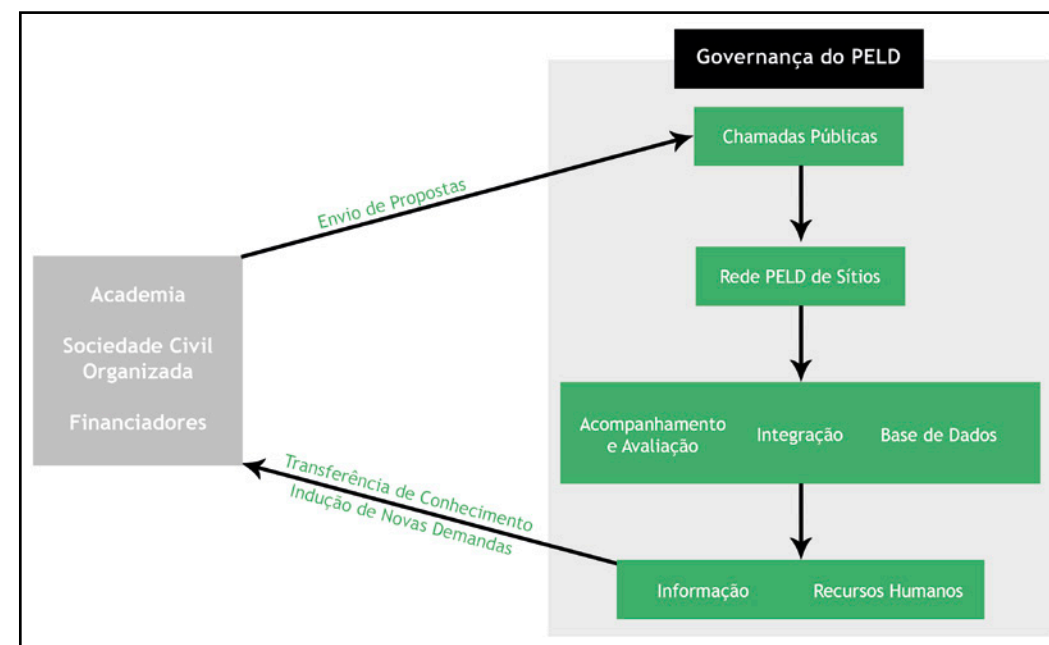 Governança do PELD
Chamadas Públicas
Envio de Propostas
Rede PELD de Sítios
Academia
Sociedade Civil
Organizada
Financiadores
Acompanhamento
e Avaliação
Integração
Base de Dados
Transferência de Conhecimento
Indução de Novas Demandas
Informação
Recursos Humanos